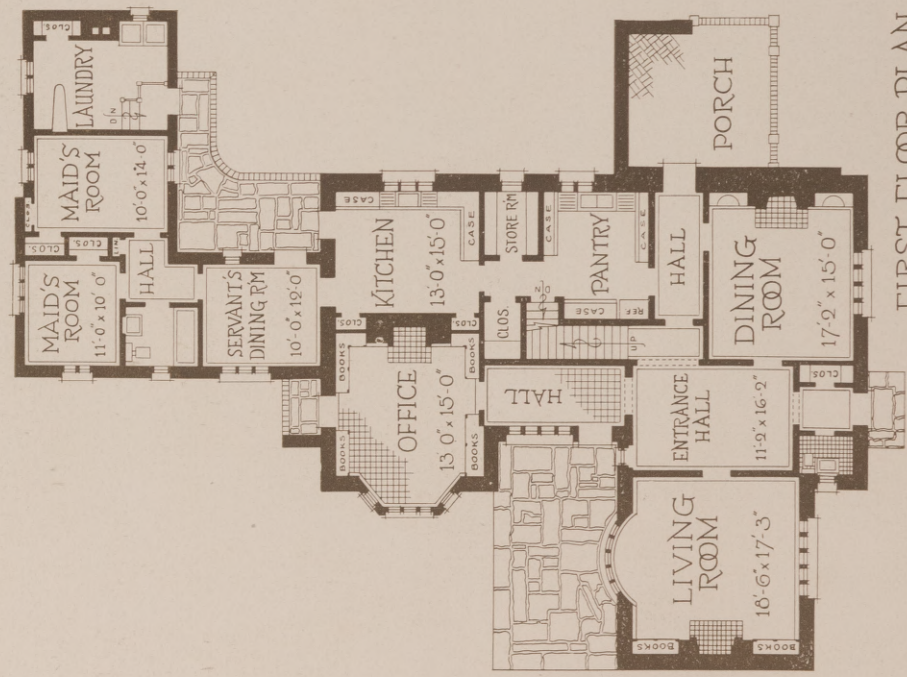 FIRST FLOOR PLAN
CLOS.
LAUNDRY
DN
MAID'S
ROOM
10'-0" x 14'-0"
CLOS.
CLOS.
MAID'S
ROOM
11'-0" x 10' 0"
HALL
SERVANT'S
DINING R'M
10'-0" x 12'-0"
CASE
KITCHEN
13'-0" x 15'-0"
CASE
STORE R'M
CASE
PANTRY
CASE
CASE
REF.
DN
CLOS
UP
CLOS.
CLOS.
BOOKS
BOOKS
OFFICE
13' 0" x 15'-0"
BOOKS
BOOKS
HALL
PORCH
HALL
DINING
ROOM
17'-2" x 15'-0"
ENTRANCE
HALL
11'-2" x 16'-2"
CLOS.
LIVING
ROOM
18'-6" x 17'-3"
BOOKS
BOOKS